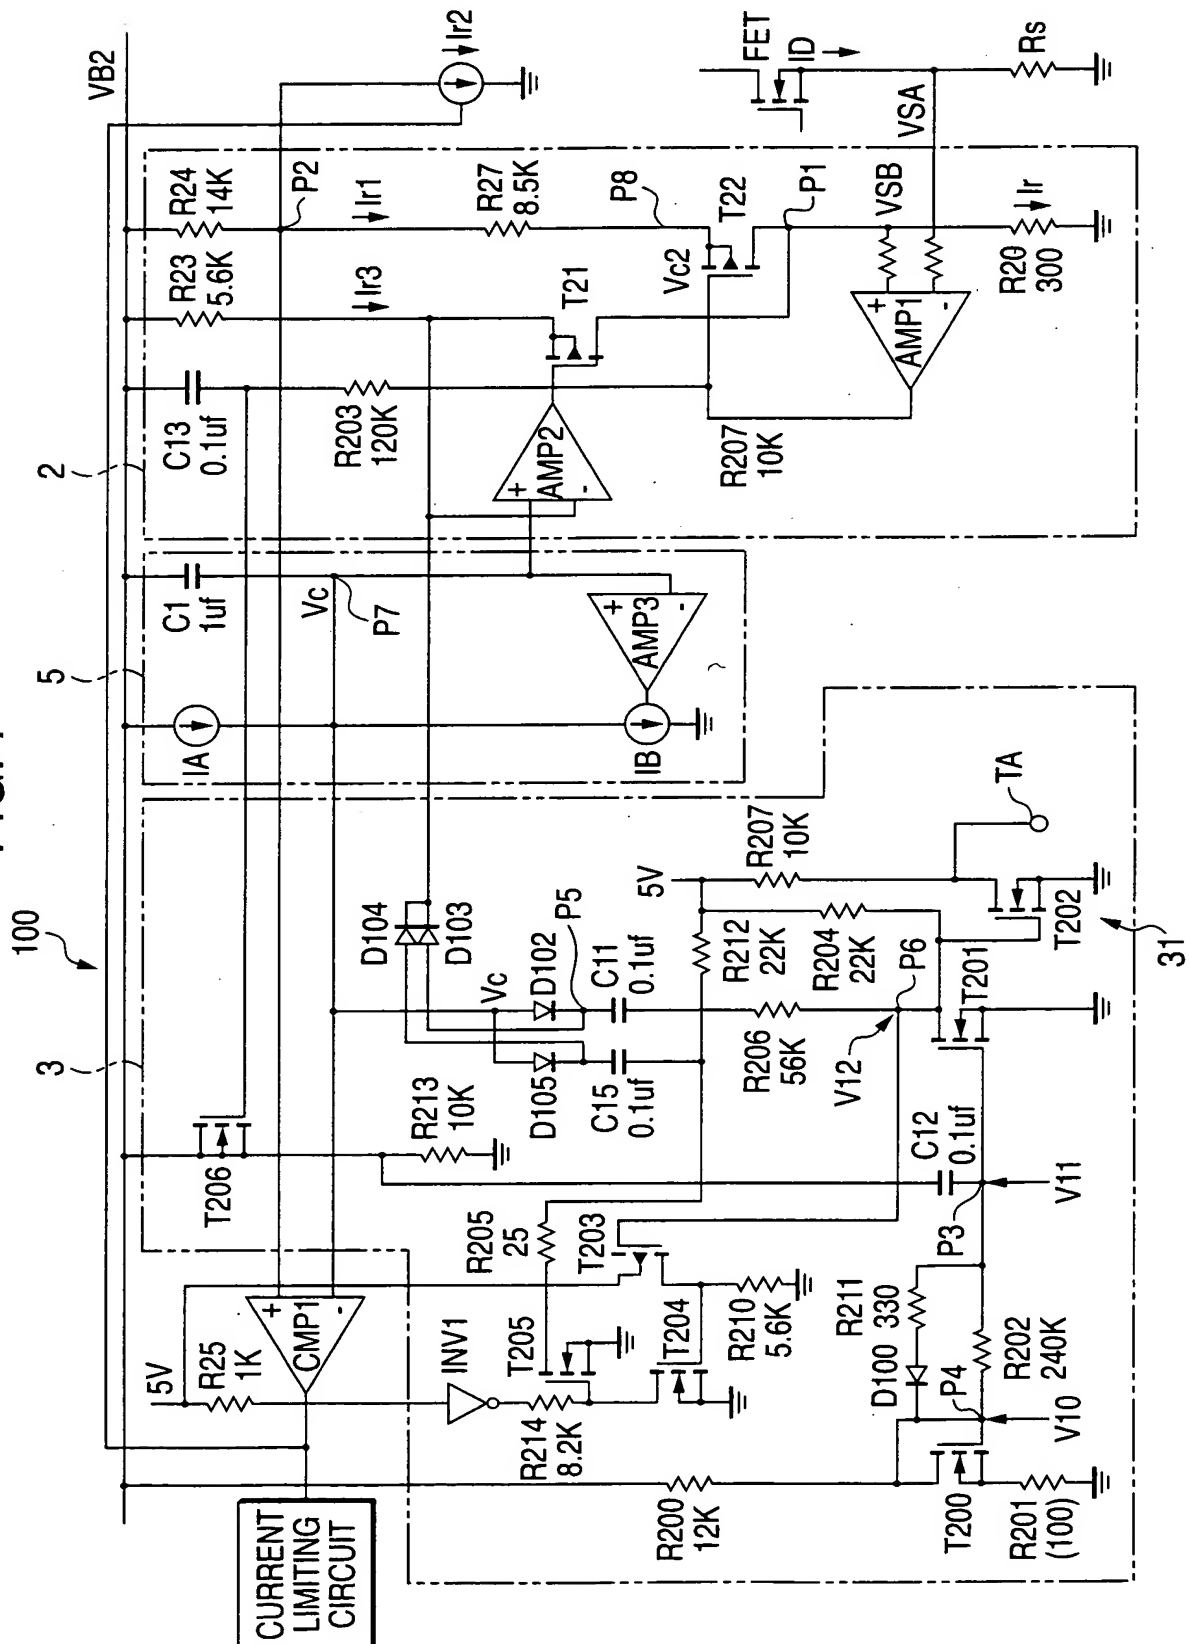 100
VB2
3
5
2
Ir2
CURRENT
LIMITING
CIRCUIT
5V
R25
1K
CMP1
+
-
T206
IA
C1
1uf
C13
0.1uf
R23
5.6K
R24
14K
P2
Vc
P7
Ir3
Ir1
R213
10K
D104
D103
R203
120K
INV1
R205
25
Vc
D105
D102
P5
C15
0.1uf
C11
0.1uf
+
AMP2
-
T21
R27
8.5K
R214
8.2K
T205
T203
T204
R210
5.6K
IB
+
AMP3
-
P8
Vc2
T22
FET
ID
R200
12K
5V
R212
22K
R207
10K
R206
56K
R204
22K
R207
10K
P1
V12
P6
TA
D100
R211
330
C12
0.1uf
T201
T202
31
+
AMP1
-
VSB
VSA
P4
R202
240K
P3
T200
R201
(100)
V10
V11
R20
300
Ir
Rs